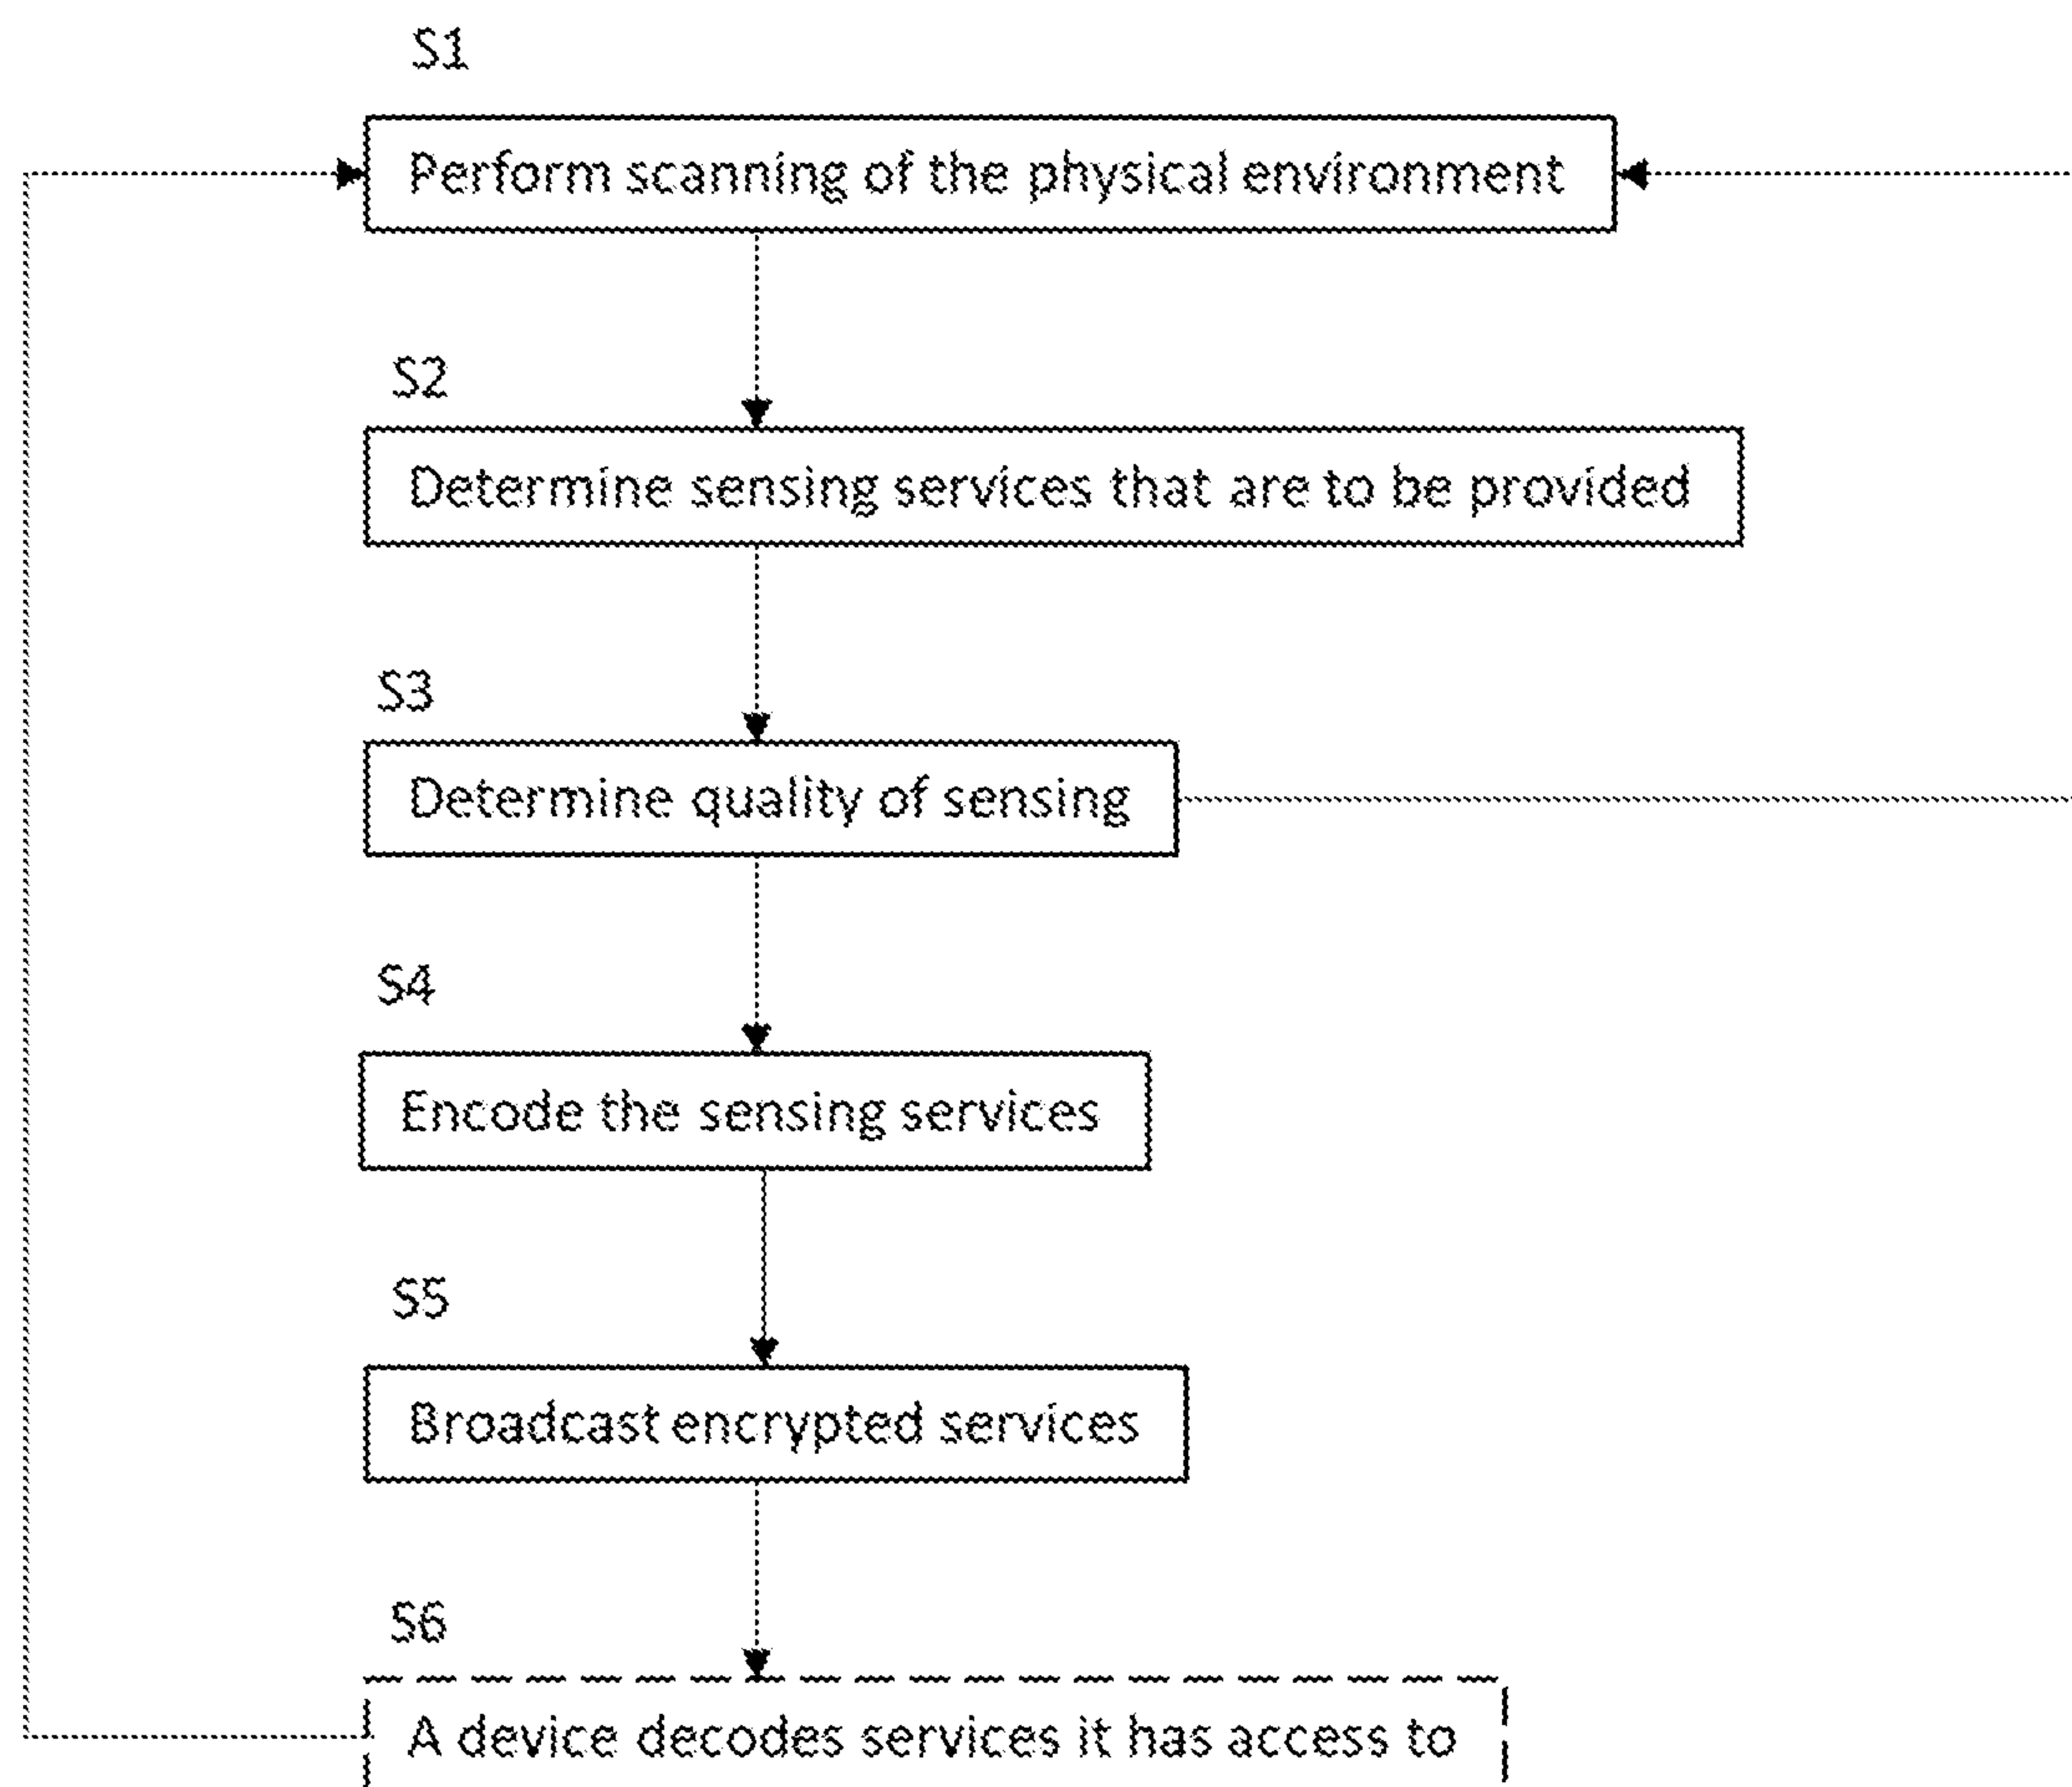 S1
Perform scanning of the physical environment
S2
Determine sensing services that are to be provided
S3
Determine quality of sensing
S4
Encode the sensing services
S5
Broadcast encrypted services
S6
A device decodes services it has access to